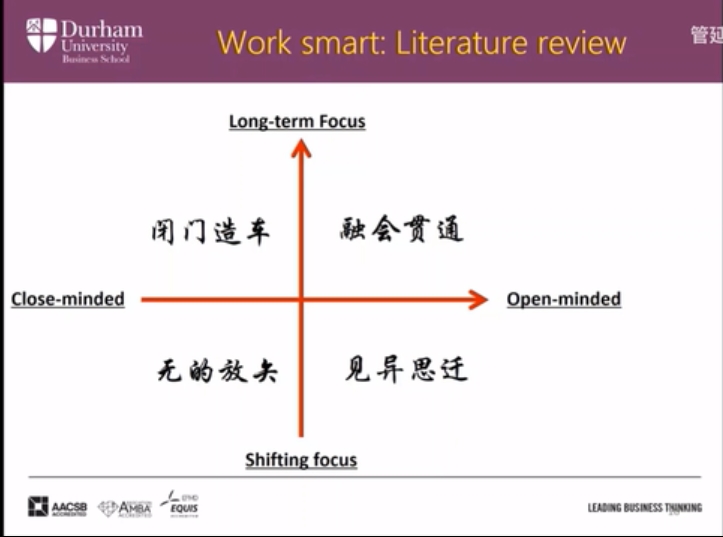 Durham
University
Business School
Work smart: Literature review
管延
Long-term Focus
闭门造车
融会贯通
Close-minded
Open-minded
无的放矢
见异思迁
Shifting focus
AACSB
ACCREDITED
AMBA
ACCREDITED
EFMD
EQUIS
ACCREDITED
LEADING BUSINESS THINKING